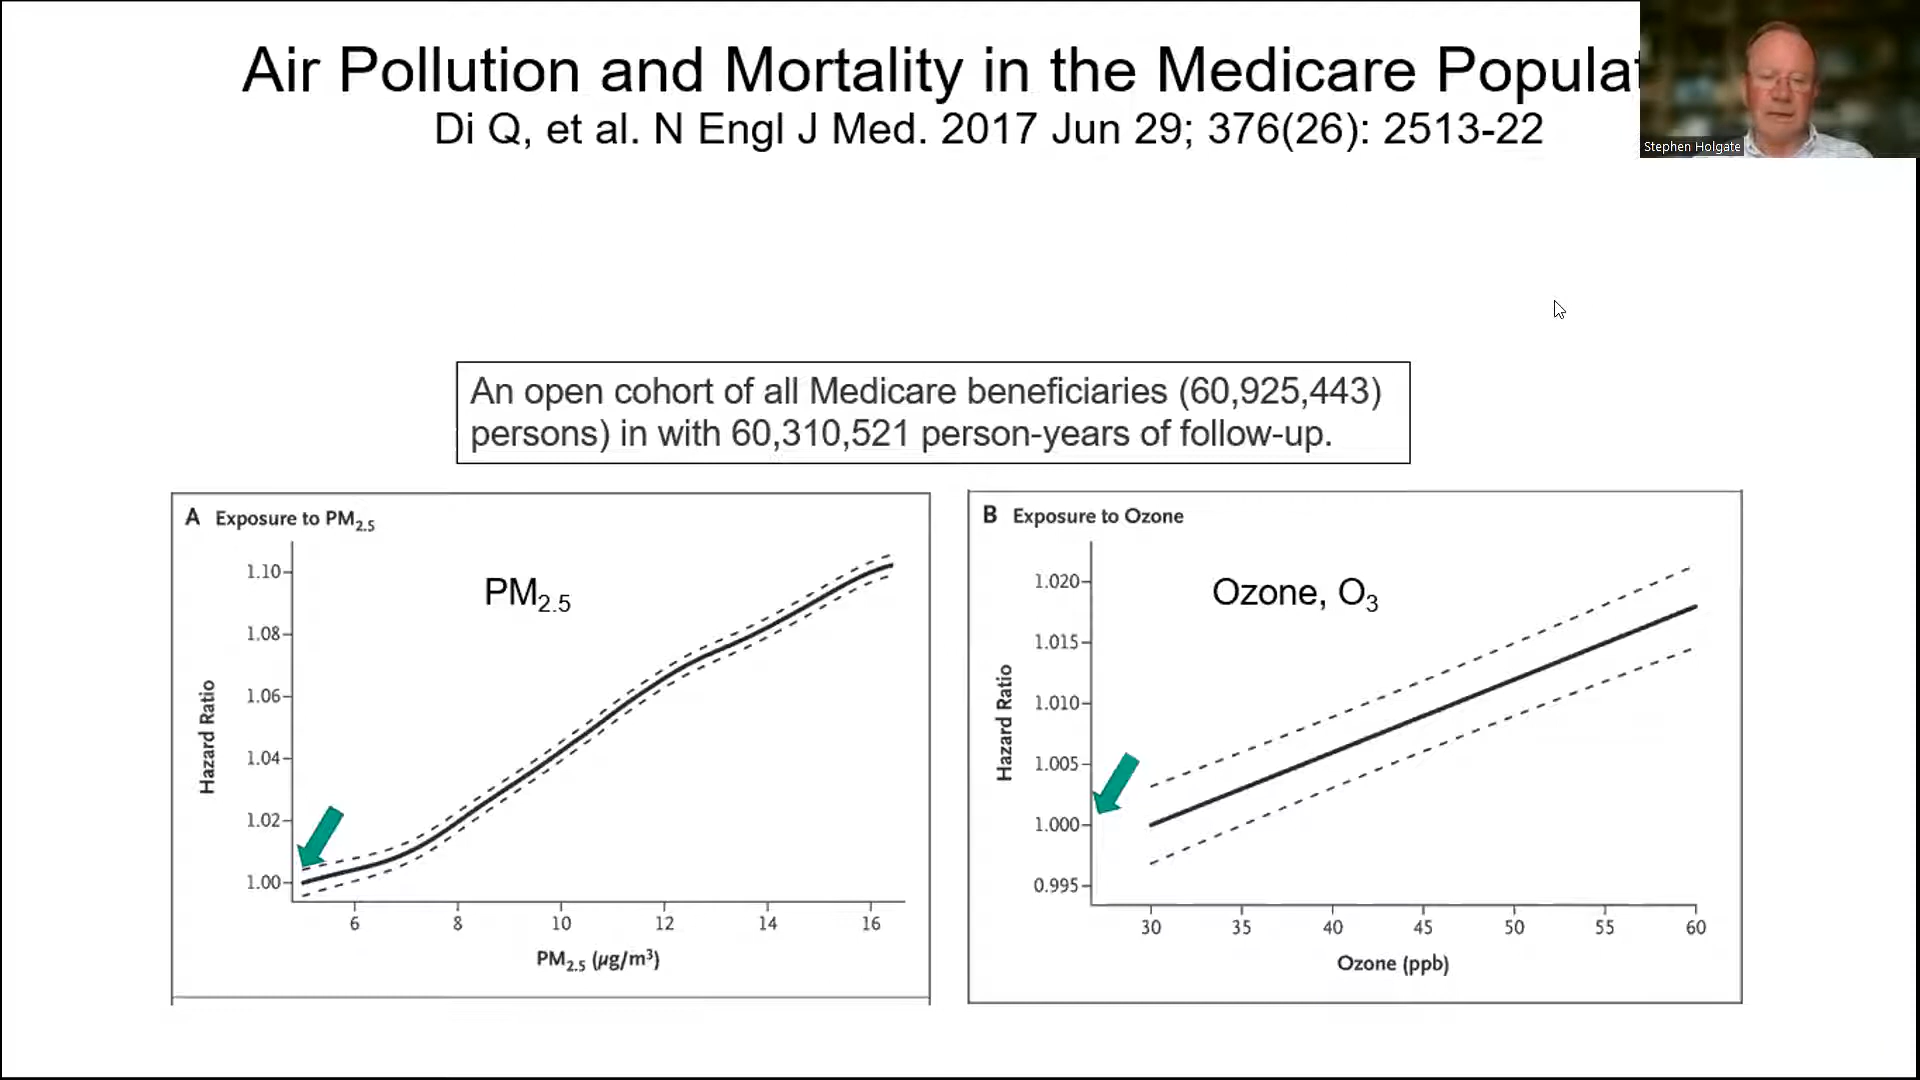 Air Pollution and Mortality in the Medicare Populat
Di Q, et al. N Engl J Med. 2017 Jun 29; 376(26): 2513-22
Stephen Holgate
An open cohort of all Medicare beneficiaries (60,925,443)
persons) in with 60,310,521 person-years of follow-up.
A Exposure to PM2.5
PM2.5
1.10
1.08
1.06
1.04
1.02
1.00
Hazard Ratio
6 8 10 12 14 16
PM2.5 (µg/m³)
B Exposure to Ozone
Ozone, O3
1.020
1.015
1.010
1.005
1.000
0.995
Hazard Ratio
30 35 40 45 50 55 60
Ozone (ppb)